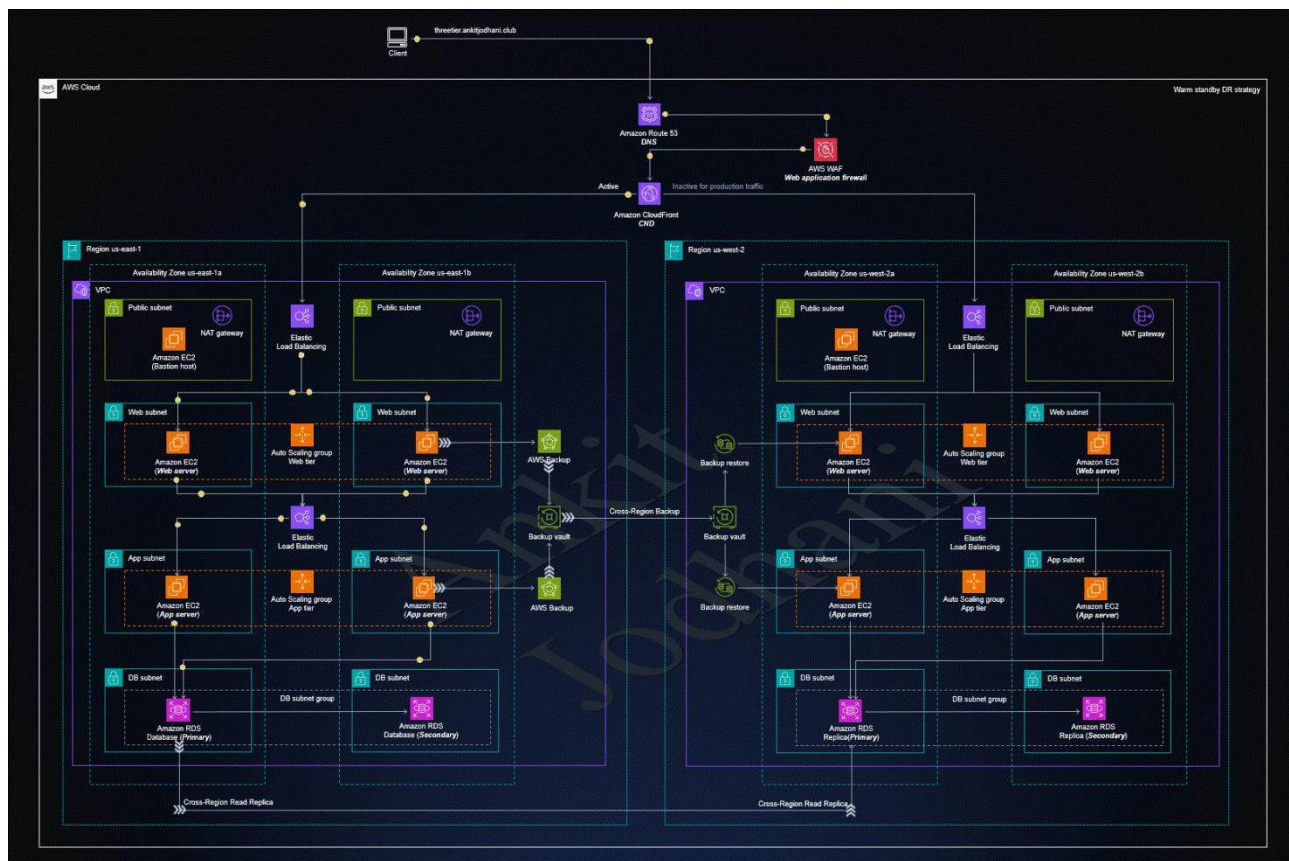 threetier.ankitjodhani.club
Client
aws
AWS Cloud
Warm standby DR strategy
Amazon Route 53
DNS
AWS WAF
Web application firewall
Active
Inactive for production traffic
Amazon CloudFront
CND
Region us-east-1
Availability Zone us-east-1a
Availability Zone us-east-1b
VPC
Public subnet
NAT gateway
Amazon EC2
(Bastion host)
Elastic
Load Balancing
Public subnet
NAT gateway
Web subnet
Amazon EC2
(Web server)
Auto Scaling group
Web tier
Web subnet
Amazon EC2
(Web server)
Elastic
Load Balancing
App subnet
Amazon EC2
(App server)
Auto Scaling group
App tier
App subnet
Amazon EC2
(App server)
DB subnet
Amazon RDS
Database (Primary)
DB subnet group
DB subnet
Amazon RDS
Database (Secondary)
AWS Backup
Backup vault
AWS Backup
Cross-Region Backup
Backup restore
Backup vault
Backup restore
Region us-west-2
Availability Zone us-west-2a
Availability Zone us-west-2b
VPC
Public subnet
NAT gateway
Amazon EC2
(Bastion host)
Elastic
Load Balancing
Public subnet
NAT gateway
Web subnet
Amazon EC2
(Web server)
Auto Scaling group
Web tier
Web subnet
Amazon EC2
(Web server)
Elastic
Load Balancing
App subnet
Amazon EC2
(App server)
Auto Scaling group
App tier
App subnet
Amazon EC2
(App server)
DB subnet
Amazon RDS
Replica(Primary)
DB subnet group
DB subnet
Amazon RDS
Replica (Secondary)
Cross-Region Read Replica
Cross-Region Read Replica
Ankit
Jodhani